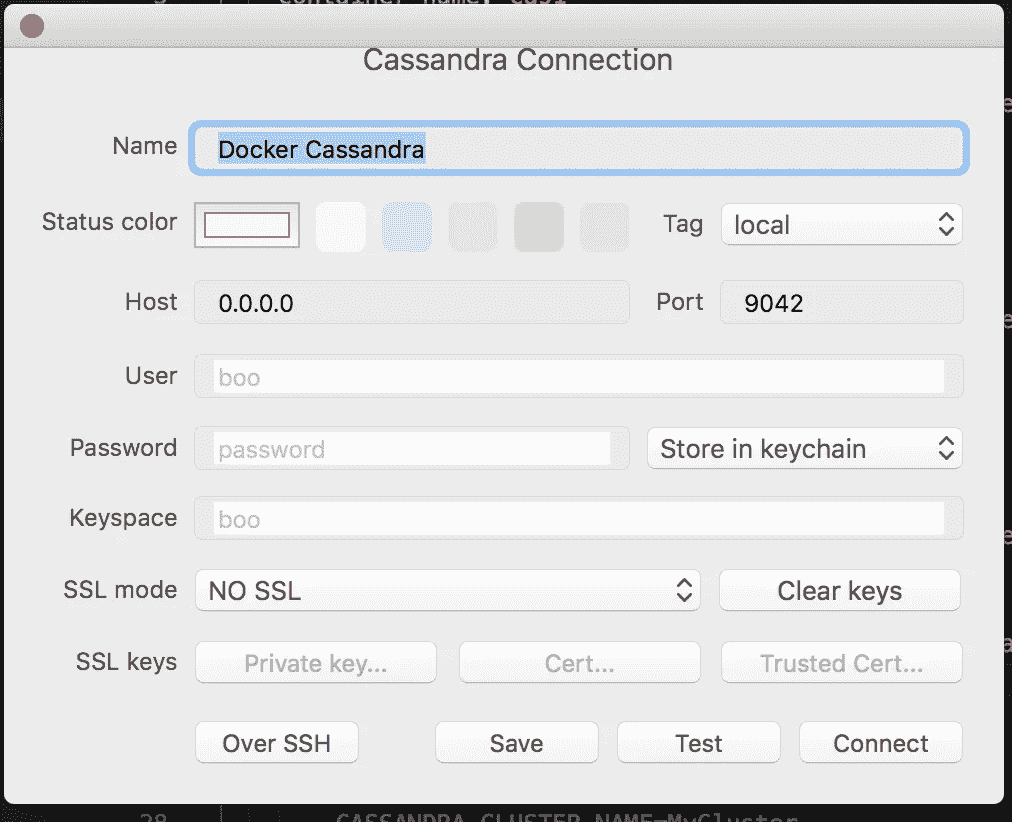 Cassandra Connection
Name Docker Cassandra
Status color Tag local
Host 0.0.0.0 Port 9042
User boo
Password password Store in keychain
Keyspace boo
SSL mode NO SSL Clear keys
SSL keys Private key... Cert... Trusted Cert...
Over SSH Save Test Connect
28 CASSANDRA_CLUSTER_NAME=MyCluster